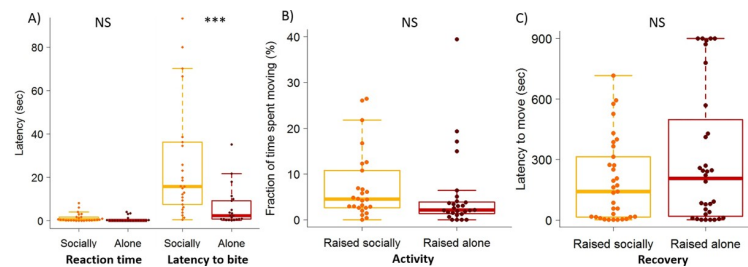 A)
NS
***
Latency (sec)
80
60
40
20
0
Socially
Alone
Socially
Alone
Reaction time
Latency to bite
B)
NS
Fraction of time spent moving (%)
40
30
20
10
0
Raised socially
Raised alone
Activity
C)
NS
Latency to move (sec)
900
600
300
0
Raised socially
Raised alone
Recovery